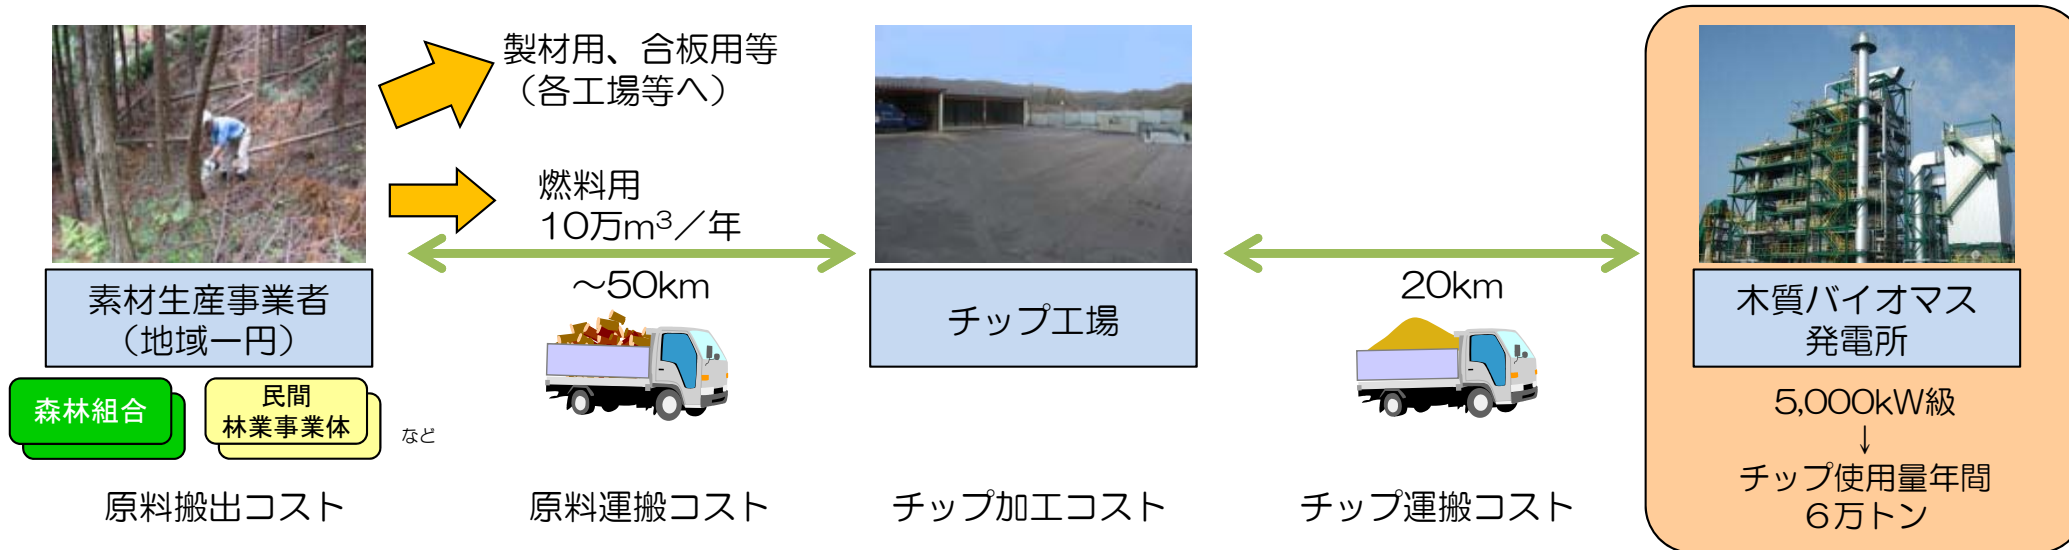 製材用、合板用等
（各工場等へ）
燃料用
10万m³／年
～50km
20km
素材生産事業者
（地域一円）
チップ工場
木質バイオマス
発電所
森林組合
民間
林業事業体
など
5,000kW級
↓
チップ使用量年間
６万トン
原料搬出コスト
原料運搬コスト
チップ加工コスト
チップ運搬コスト